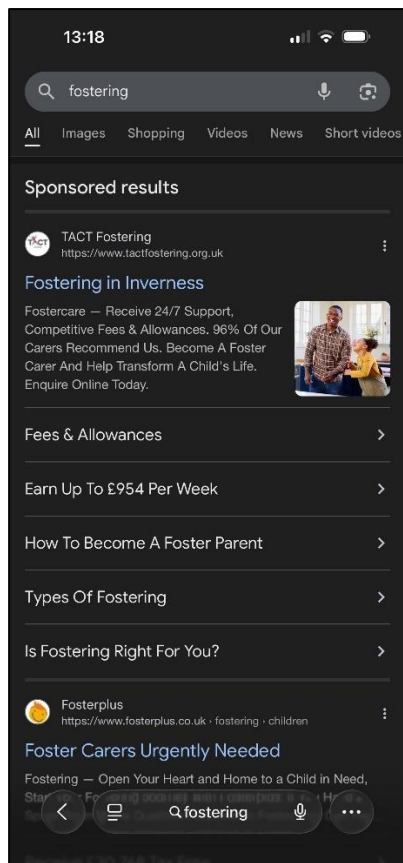 13:18
fostering
All Images Shopping Videos News Short videos
Sponsored results
TACT
TACT Fostering
https://www.tactfostering.org.uk
Fostering in Inverness
Fostercare — Receive 24/7 Support,
Competitive Fees & Allowances. 96% Of Our
Carers Recommend Us. Become A Foster
Carer And Help Transform A Child's Life.
Enquire Online Today.
Fees & Allowances
Earn Up To £954 Per Week
How To Become A Foster Parent
Types Of Fostering
Is Fostering Right For You?
Fosterplus
https://www.fosterplus.co.uk › fostering › children
Foster Carers Urgently Needed
Fostering — Open Your Heart and Home to a Child in Need,
fostering